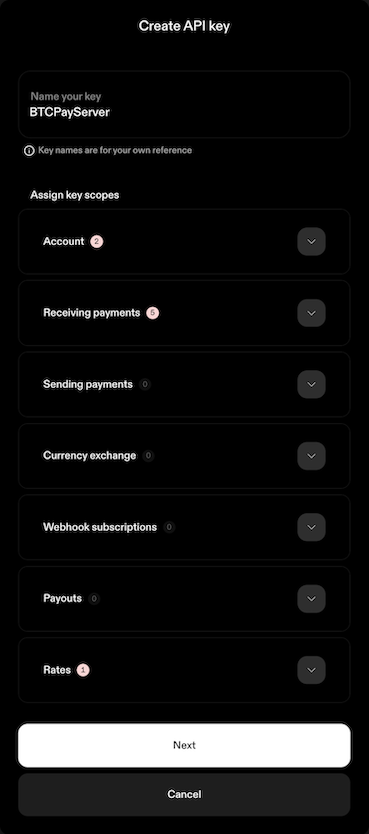 Create API key
Name your key
BTCPayServer
Key names are for your own reference
Assign key scopes
Account 2
Receiving payments 5
Sending payments 0
Currency exchange 0
Webhook subscriptions 0
Payouts 0
Rates 1
Next
Cancel